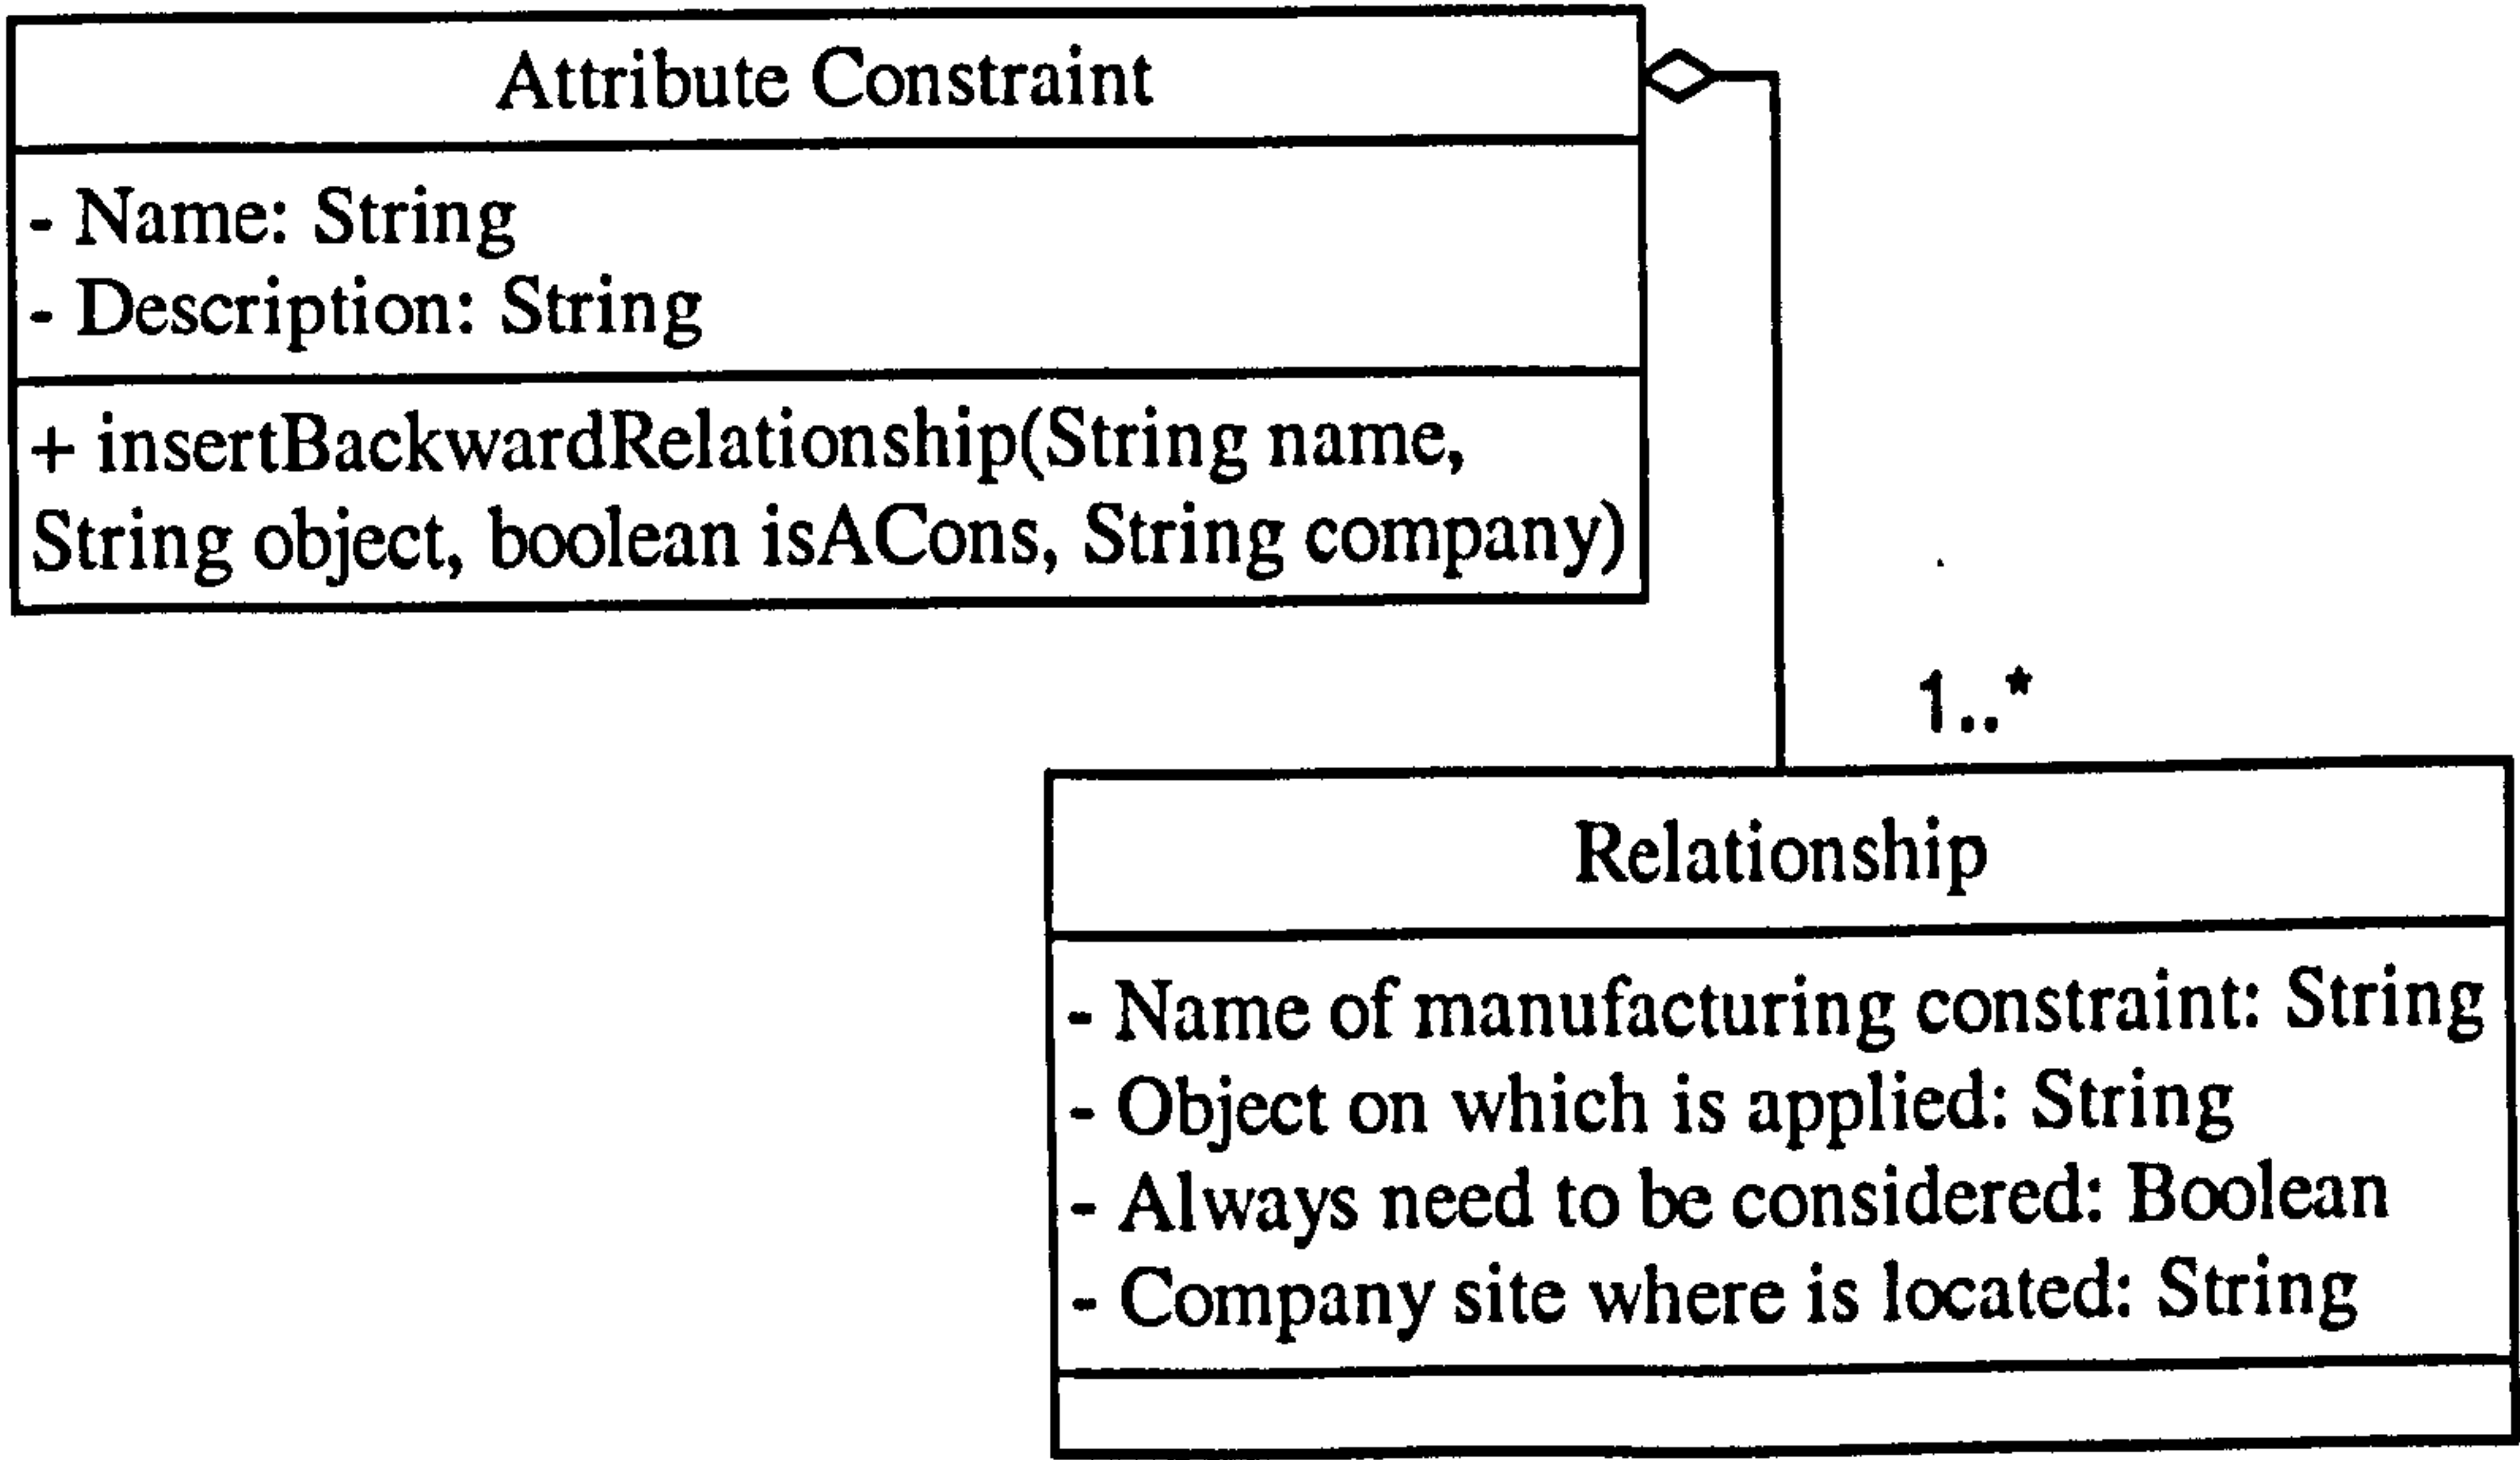 Attribute Constraint
- Name: String
- Description: String
+ insertBackwardRelationship(String name,
String object, boolean isACons, String company)
1..*
Relationship
- Name of manufacturing constraint: String
- Object on which is applied: String
- Always need to be considered: Boolean
- Company site where is located: String